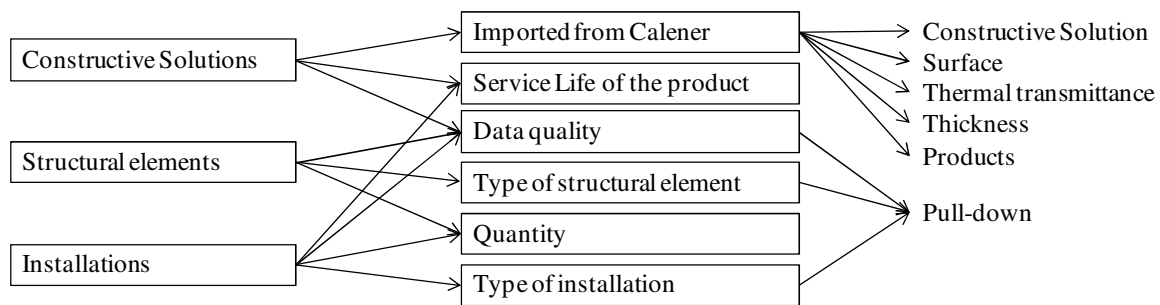 Constructive Solutions
Structural elements
Installations
Imported from Calener
Service Life of the product
Data quality
Type of structural element
Quantity
Type of installation
Constructive Solution
Surface
Thermal transmittance
Thickness
Products
Pull-down